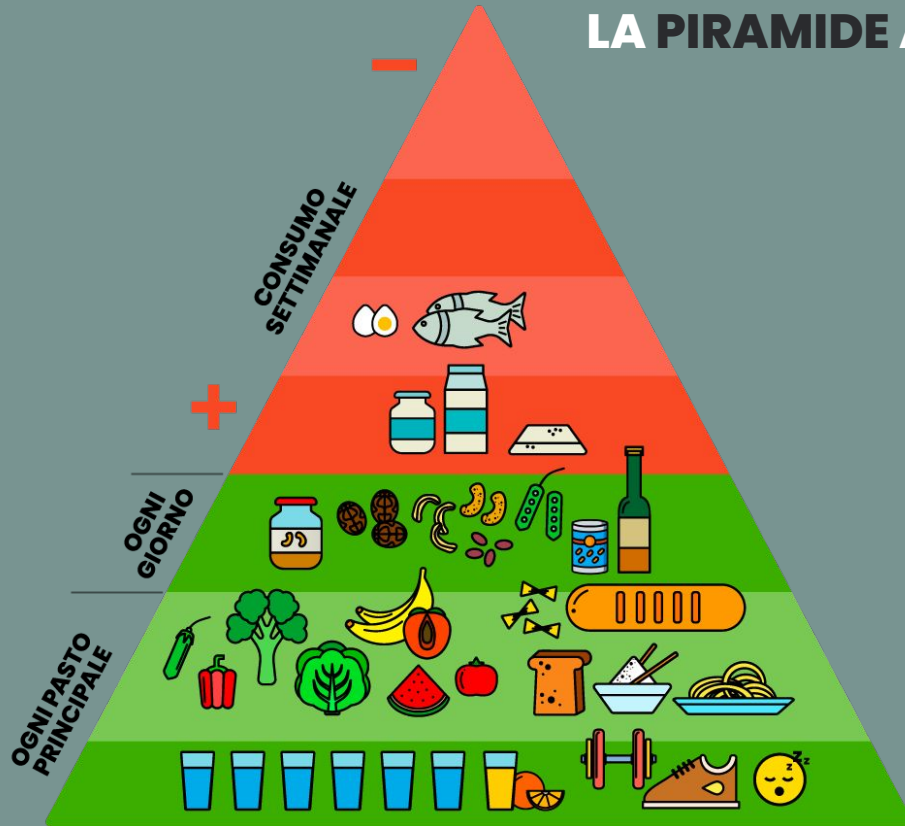 LA PIRAMIDE A
CONSUMO
SETTIMANALE
OGNI
GIORNO
OGNI PASTO
PRINCIPALE
z
z
z z